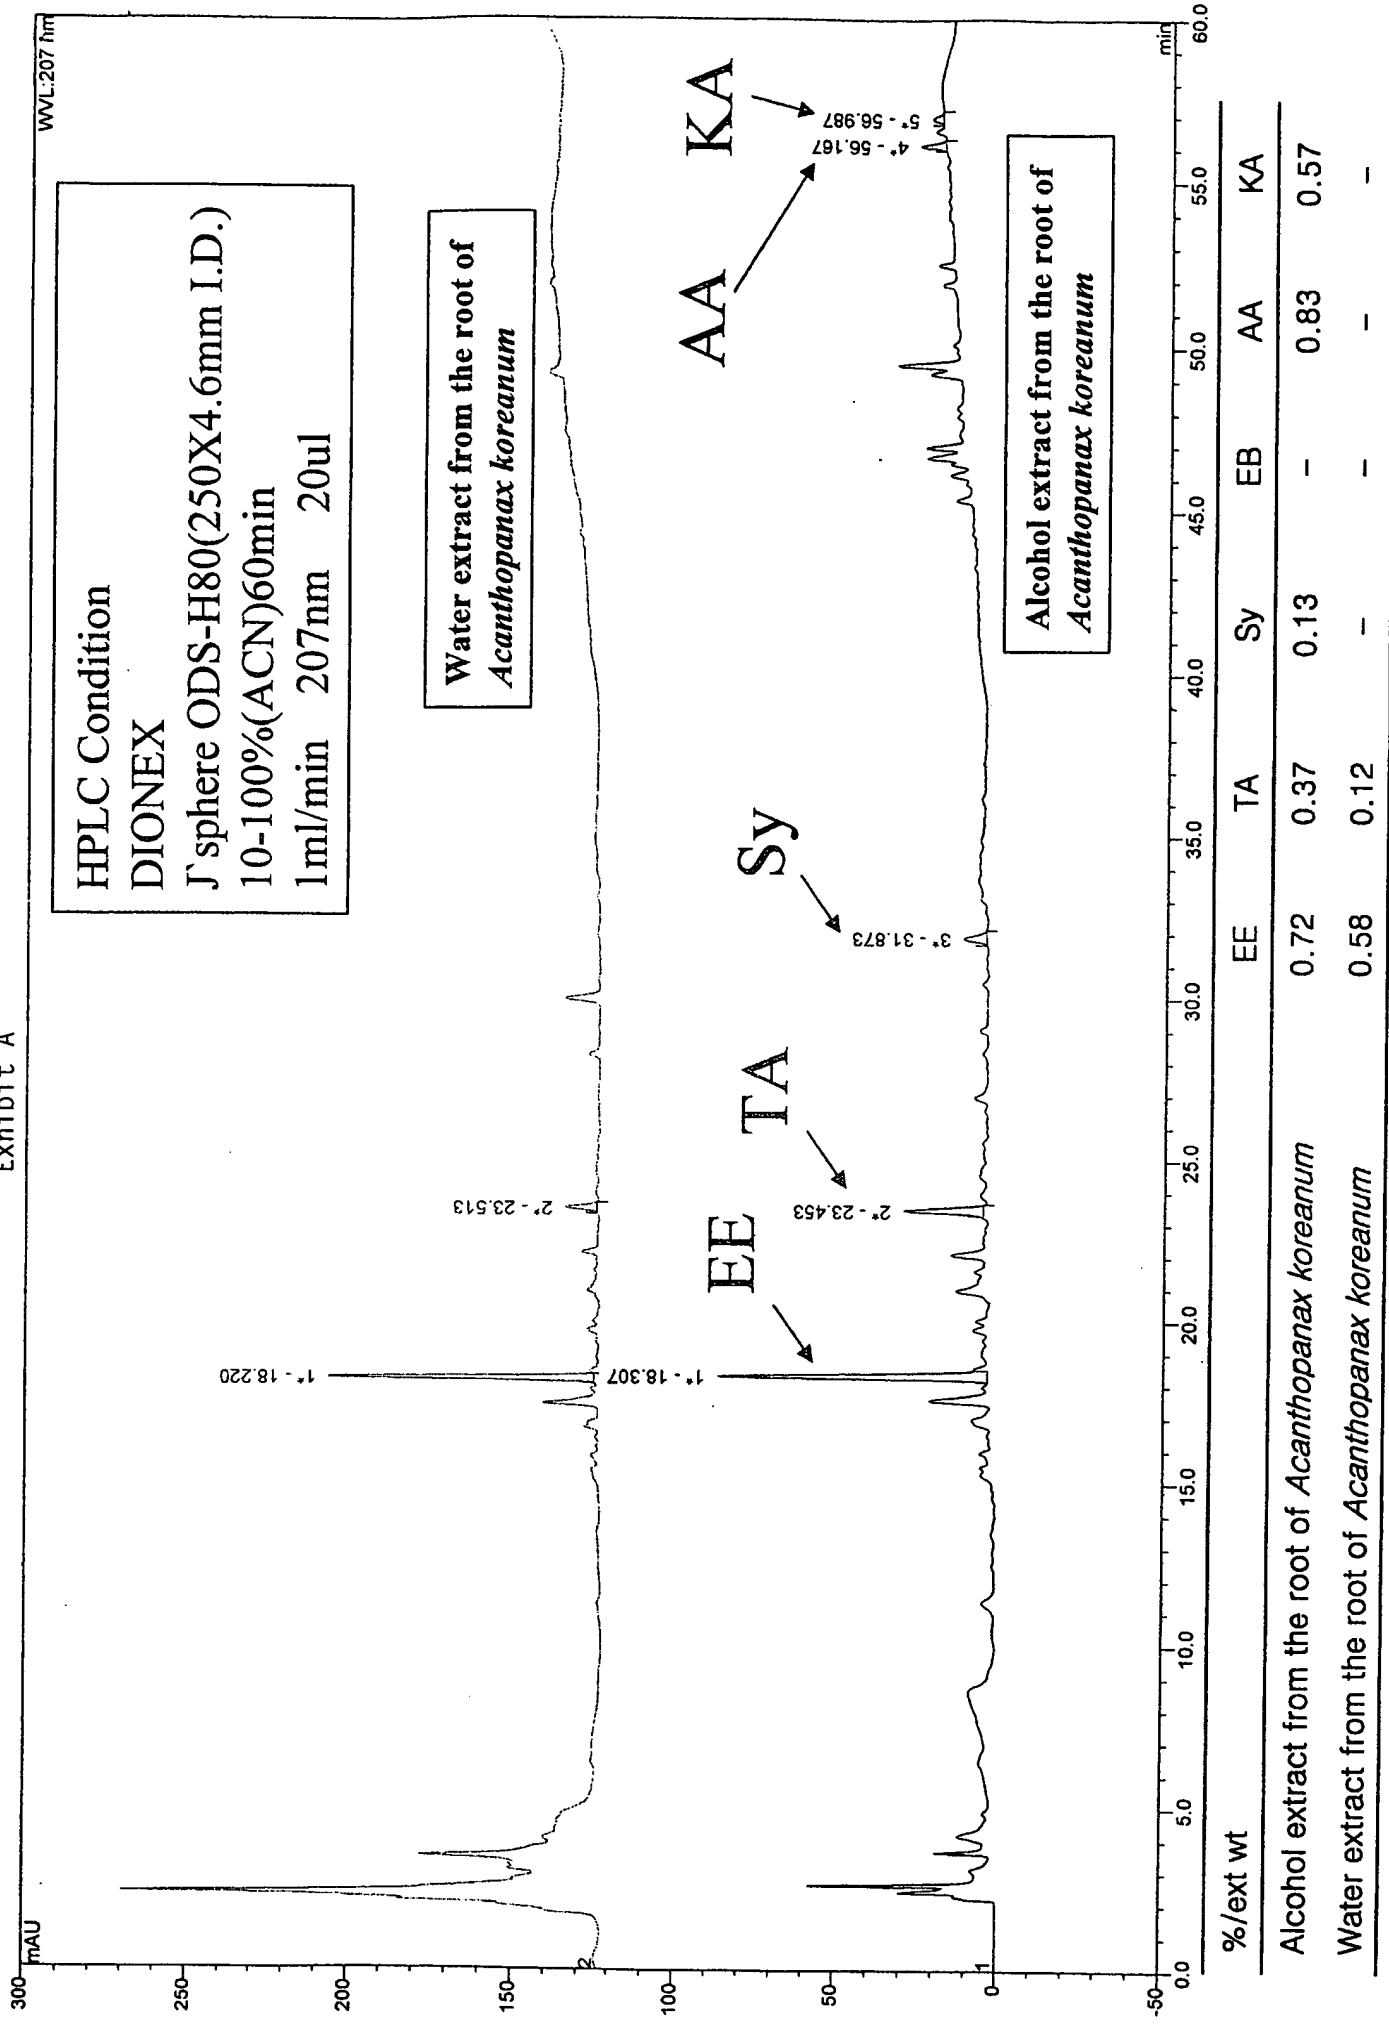 Exhibit A
mAU
WVL:207 nm
300
250
200
150
100
50
0
-50
HPLC Condition
DIONEX
J`sphere ODS-H80(250X4.6mm I.D.)
10-100%(ACN)60min
1ml/min 207nm 20ul
Water extract from the root of
Acanthopanax koreanum
2
1* - 18.220
2* - 23.513
EE
TA
Sy
AA
KA
1
1* - 18.307
2* - 23.453
3* - 31.873
4* - 56.167
5* - 56.987
Alcohol extract from the root of
Acanthopanax koreanum
min
0.0 5.0 10.0 15.0 20.0 25.0 30.0 35.0 40.0 45.0 50.0 55.0 60.0
%/ext wt EE TA Sy EB AA KA
Alcohol extract from the root of Acanthopanax koreanum 0.72 0.37 0.13 – 0.83 0.57
Water extract from the root of Acanthopanax koreanum 0.58 0.12 – – – –